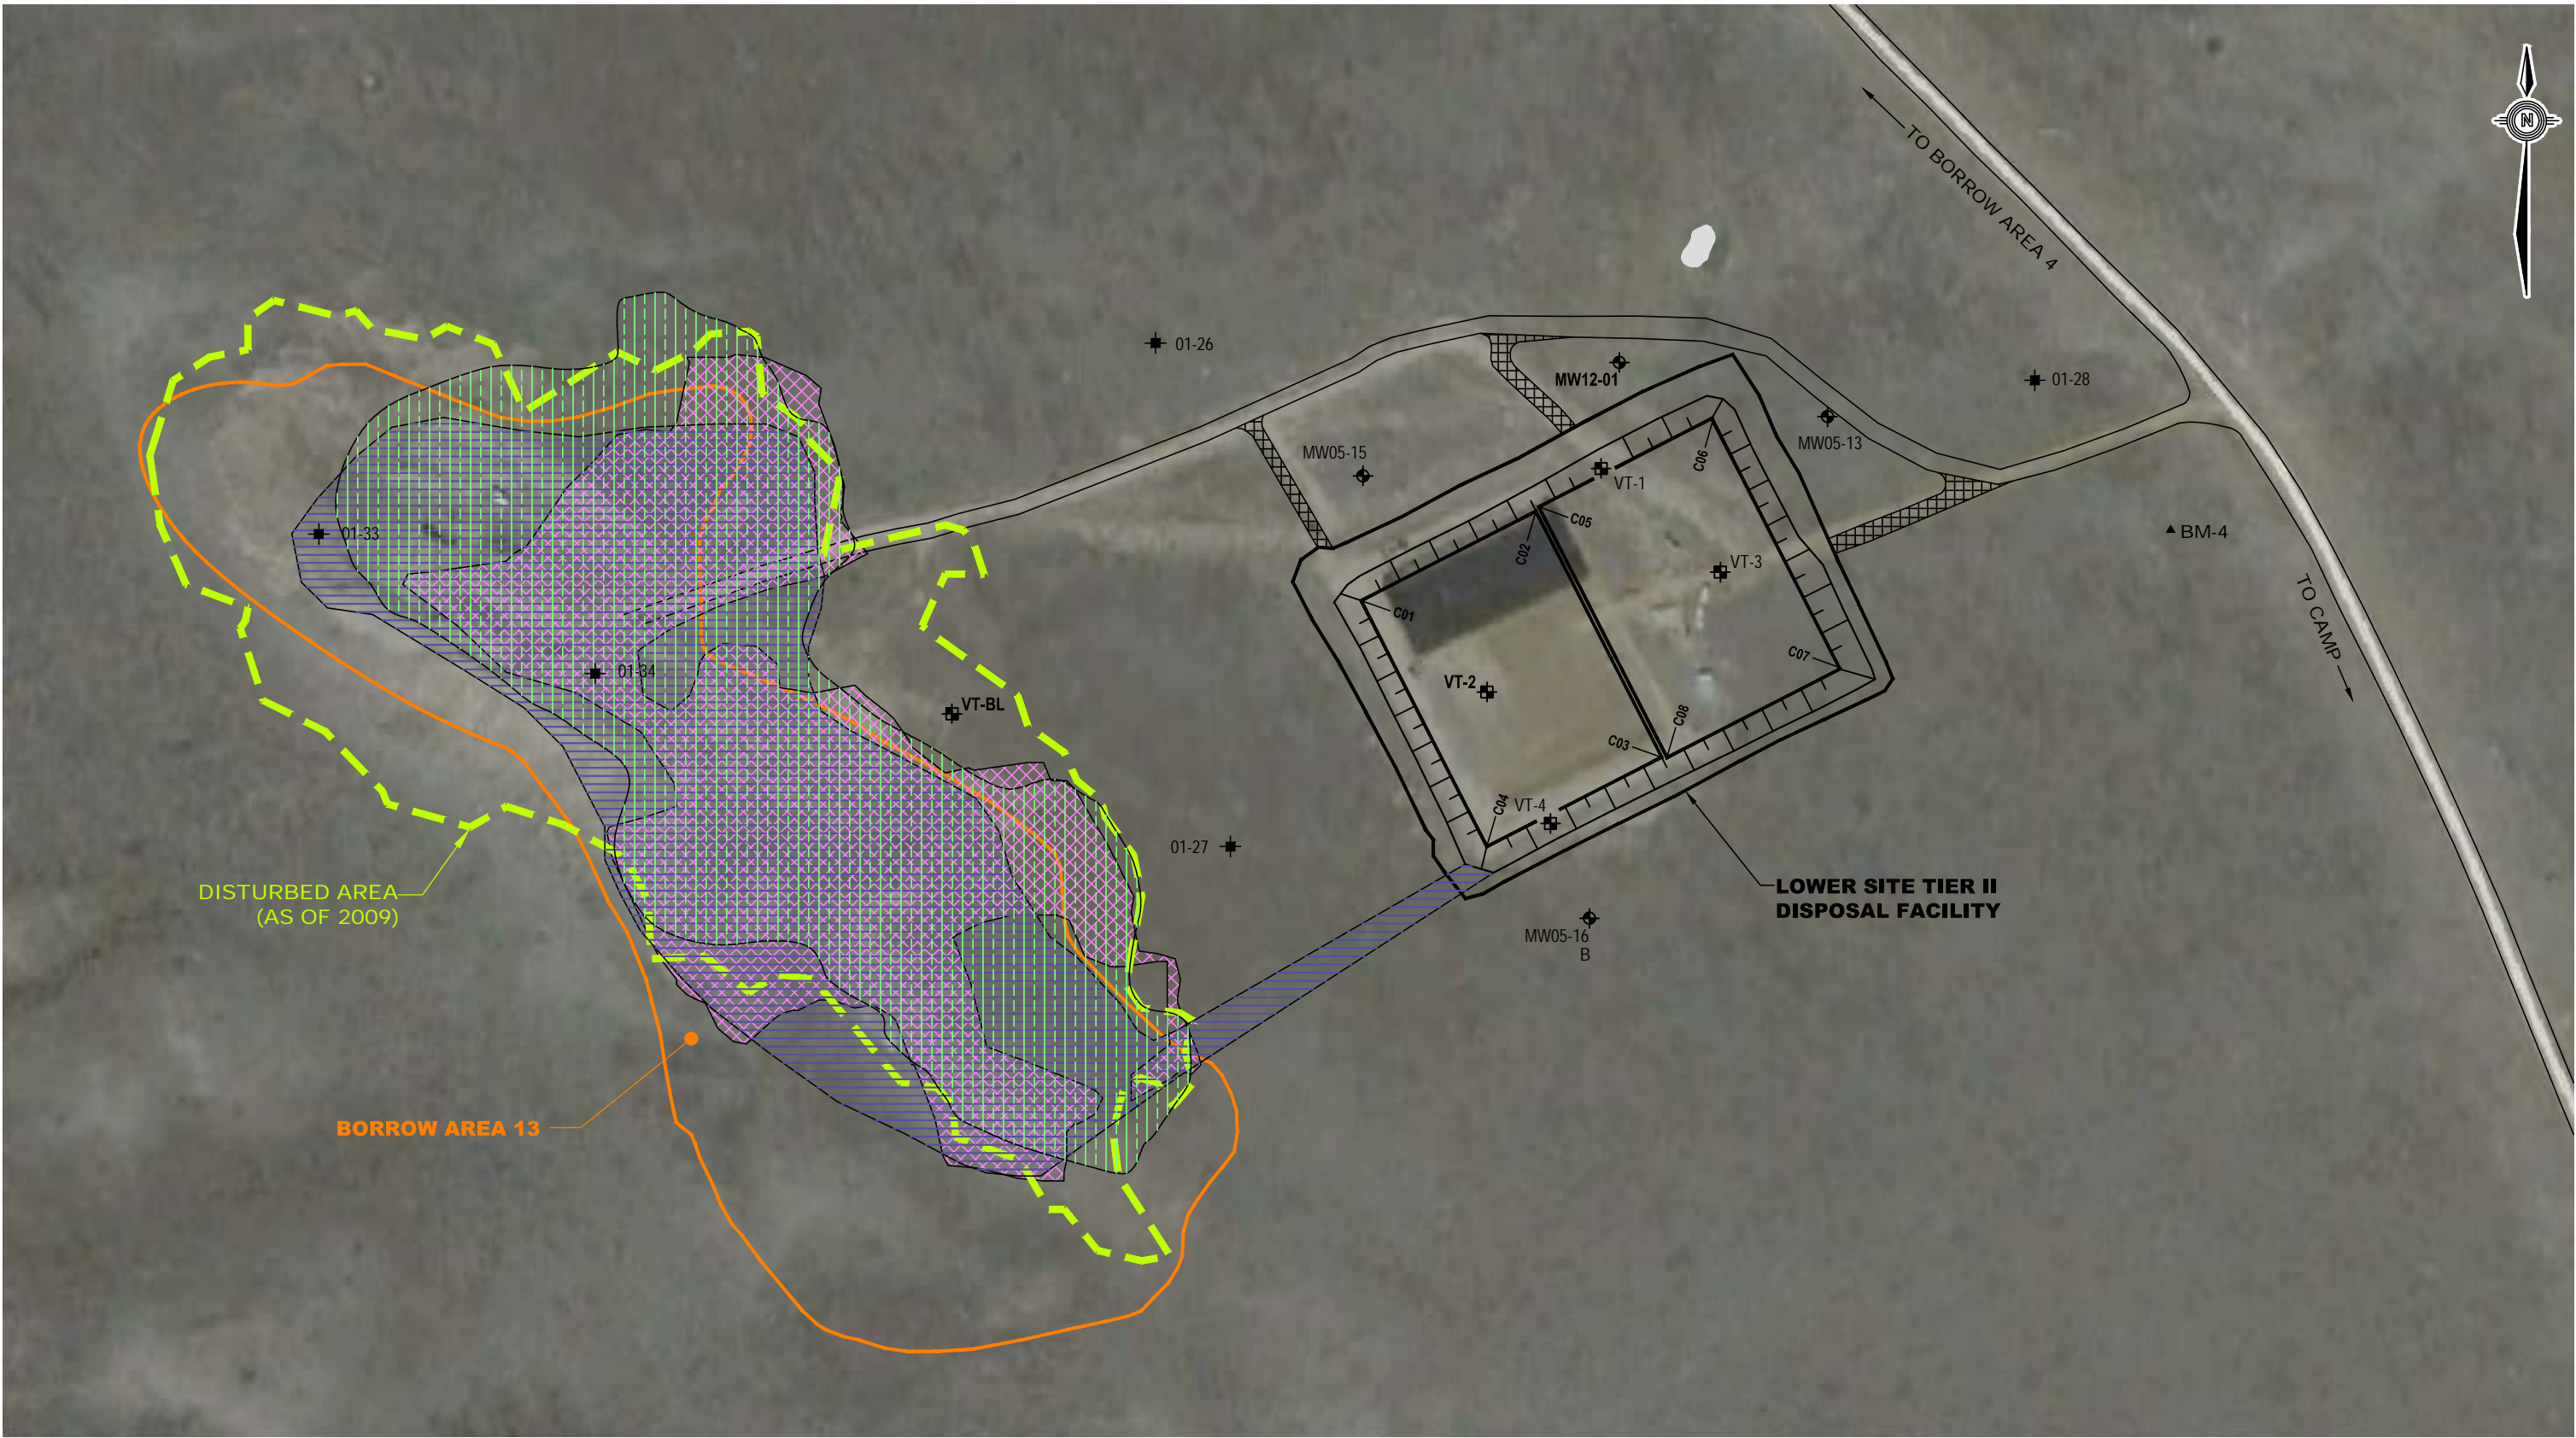 N
TO BORROW AREA 4
01-26
MW12-01
01-28
MW05-13
MW05-15
C06
VT-1
C05
C02
01-33
BM-4
VT-3
TO CAMP
C01
C07
01-34
VT-2
VT-BL
C08
C03
C04
VT-4
01-27
DISTURBED AREA
(AS OF 2009)
LOWER SITE TIER II
DISPOSAL FACILITY
MW05-16
B
BORROW AREA 13